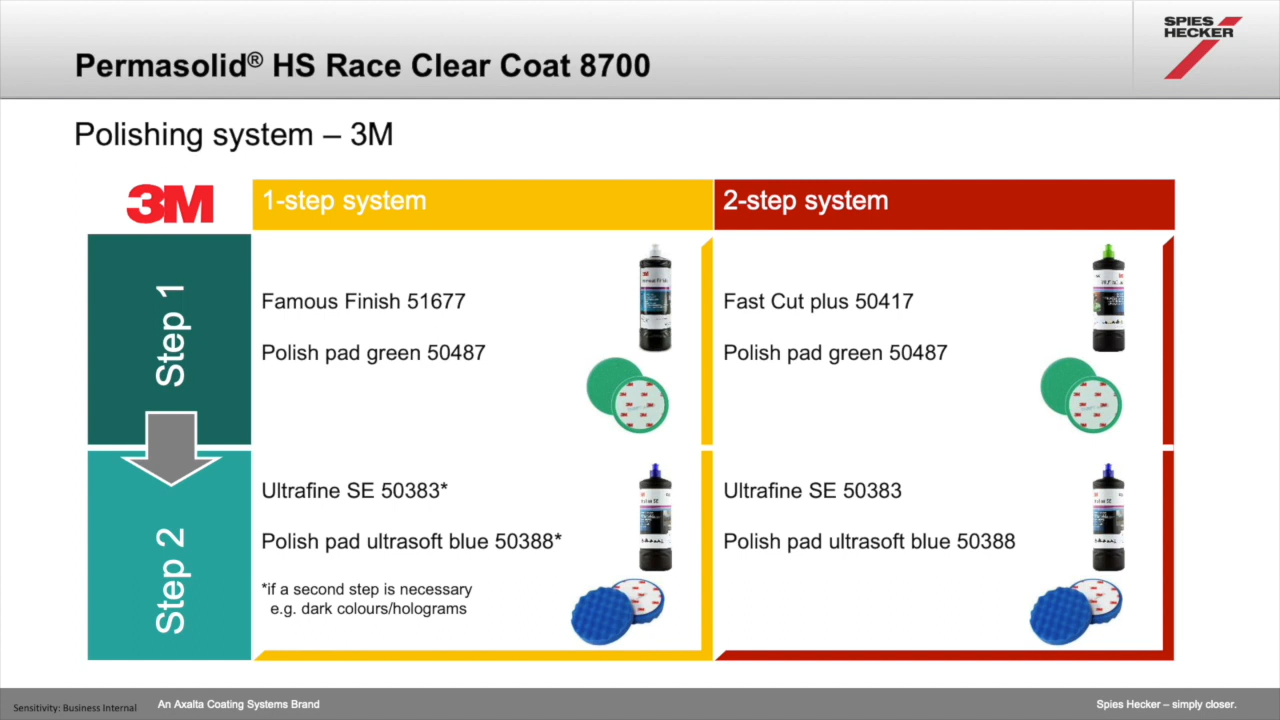 Permasolid® HS Race Clear Coat 8700
SPIES
HECKER
Polishing system – 3M
3M
1-step system
2-step system
Step 1
Famous Finish 51677
Polish pad green 50487
Fast Cut plus 50417
Polish pad green 50487
Step 2
Ultrafine SE 50383*
Polish pad ultrasoft blue 50388*
*if a second step is necessary
e.g. dark colours/holograms
Ultrafine SE 50383
Polish pad ultrasoft blue 50388
Sensitivity: Business Internal
An Axalta Coating Systems Brand
Spies Hecker – simply closer.